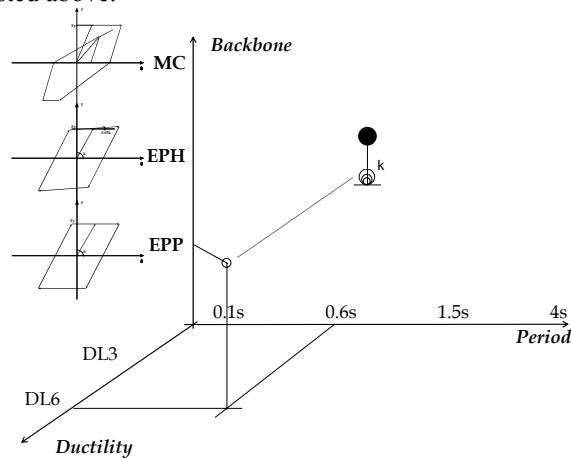 Backbone
MC
k
EPH
EPP
0.1s 0.6s 1.5s 4s
Period
DL3
DL6
Ductility